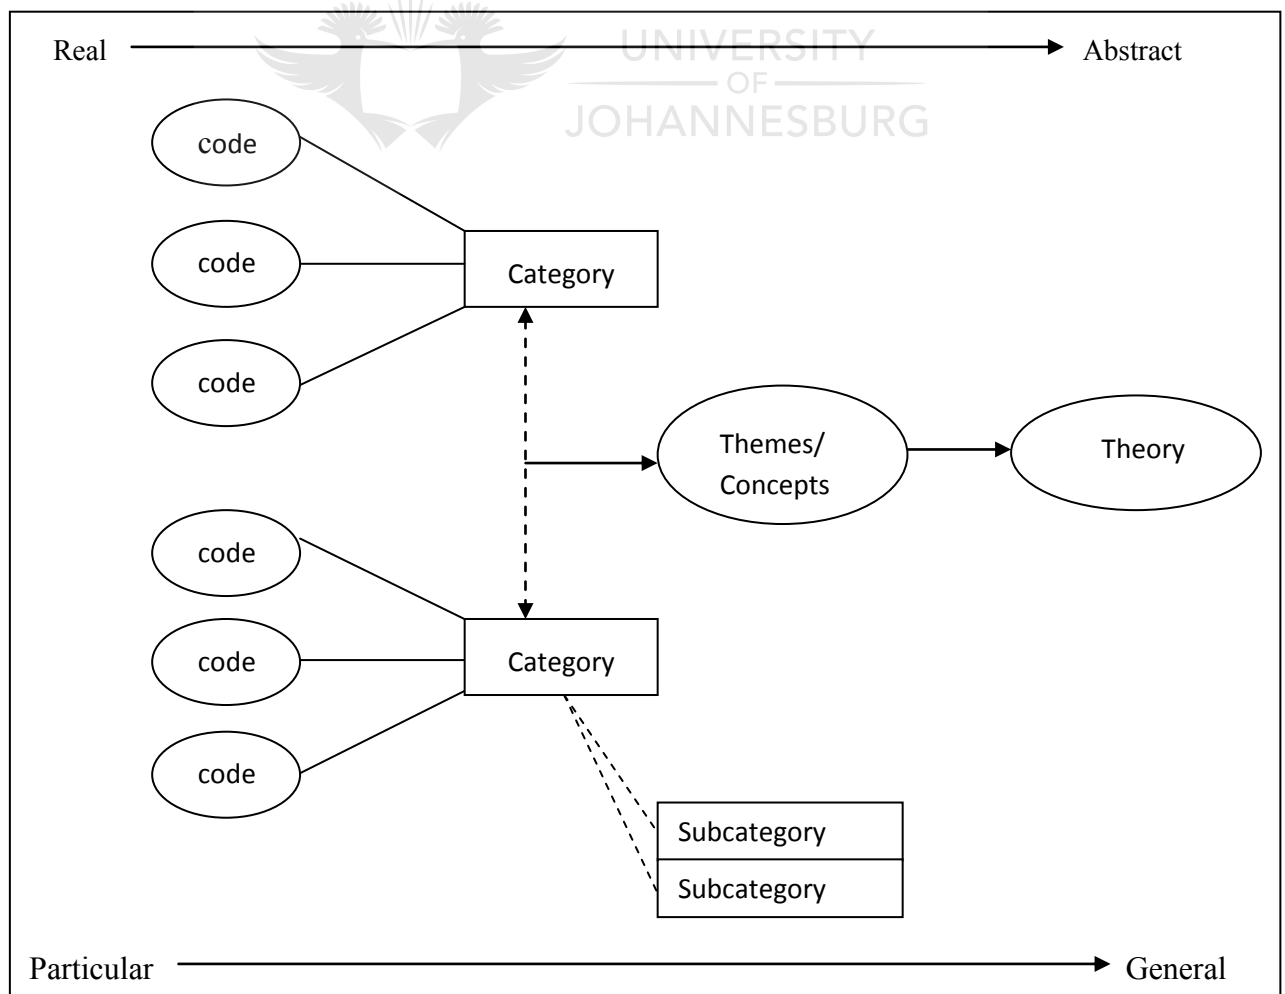 Real
Abstract
UNIVERSITY
OF
JOHANNESBURG
code
code
Category
code
Themes/
Concepts
Theory
code
code
Category
code
Subcategory
Subcategory
Particular
General